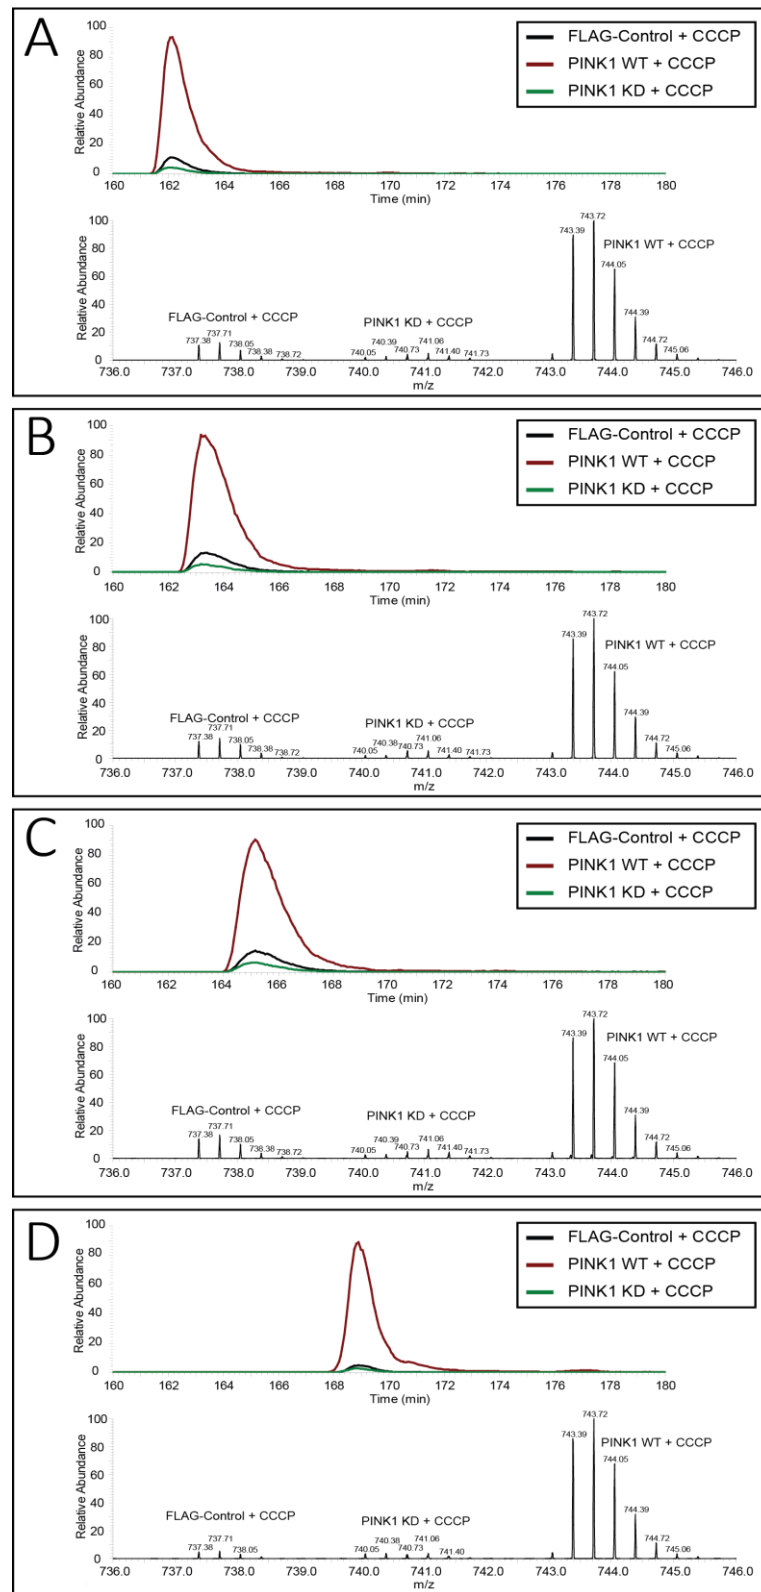 A
FLAG-Control + CCCP
PINK1 WT + CCCP
PINK1 KD + CCCP
Relative Abundance
100
80
60
40
20
0
160 162 164 166 168 170 172 174 176 178 180
Time (min)
Relative Abundance
100
80
60
40
20
0
743.72
743.39
PINK1 WT + CCCP
744.05
FLAG-Control + CCCP
PINK1 KD + CCCP
737.38 737.71 738.05 738.38 738.72
740.05 740.39 740.73 741.06 741.40 741.73
744.39
744.72
745.06
736.0 737.0 738.0 739.0 740.0 741.0 742.0 743.0 744.0 745.0 746.0
m/z
B
FLAG-Control + CCCP
PINK1 WT + CCCP
PINK1 KD + CCCP
Relative Abundance
100
80
60
40
20
0
160 162 164 166 168 170 172 174 176 178 180
Time (min)
Relative Abundance
100
80
60
40
20
0
743.72
743.39
PINK1 WT + CCCP
744.05
FLAG-Control + CCCP
PINK1 KD + CCCP
737.38 737.71 738.05 738.38 738.72
740.05 740.38 740.73 741.06 741.40 741.73
744.39
744.72
745.06
736.0 737.0 738.0 739.0 740.0 741.0 742.0 743.0 744.0 745.0 746.0
m/z
C
FLAG-Control + CCCP
PINK1 WT + CCCP
PINK1 KD + CCCP
Relative Abundance
100
80
60
40
20
0
160 162 164 166 168 170 172 174 176 178 180
Time (min)
Relative Abundance
100
80
60
40
20
0
743.72
743.39
PINK1 WT + CCCP
744.05
FLAG-Control + CCCP
PINK1 KD + CCCP
737.38 737.71 738.05 738.38 738.72
740.05 740.39 740.73 741.06 741.40 741.73
744.39
744.72
745.06
736.0 737.0 738.0 739.0 740.0 741.0 742.0 743.0 744.0 745.0 746.0
m/z
D
FLAG-Control + CCCP
PINK1 WT + CCCP
PINK1 KD + CCCP
Relative Abundance
100
80
60
40
20
0
160 162 164 166 168 170 172 174 176 178 180
Time (min)
Relative Abundance
100
80
60
40
20
0
743.72
743.39
PINK1 WT + CCCP
744.05
FLAG-Control + CCCP
PINK1 KD + CCCP
737.38 737.71 738.05
740.05 740.38 740.73 741.06 741.40
744.39
744.72
745.06
736.0 737.0 738.0 739.0 740.0 741.0 742.0 743.0 744.0 745.0 746.0
m/z